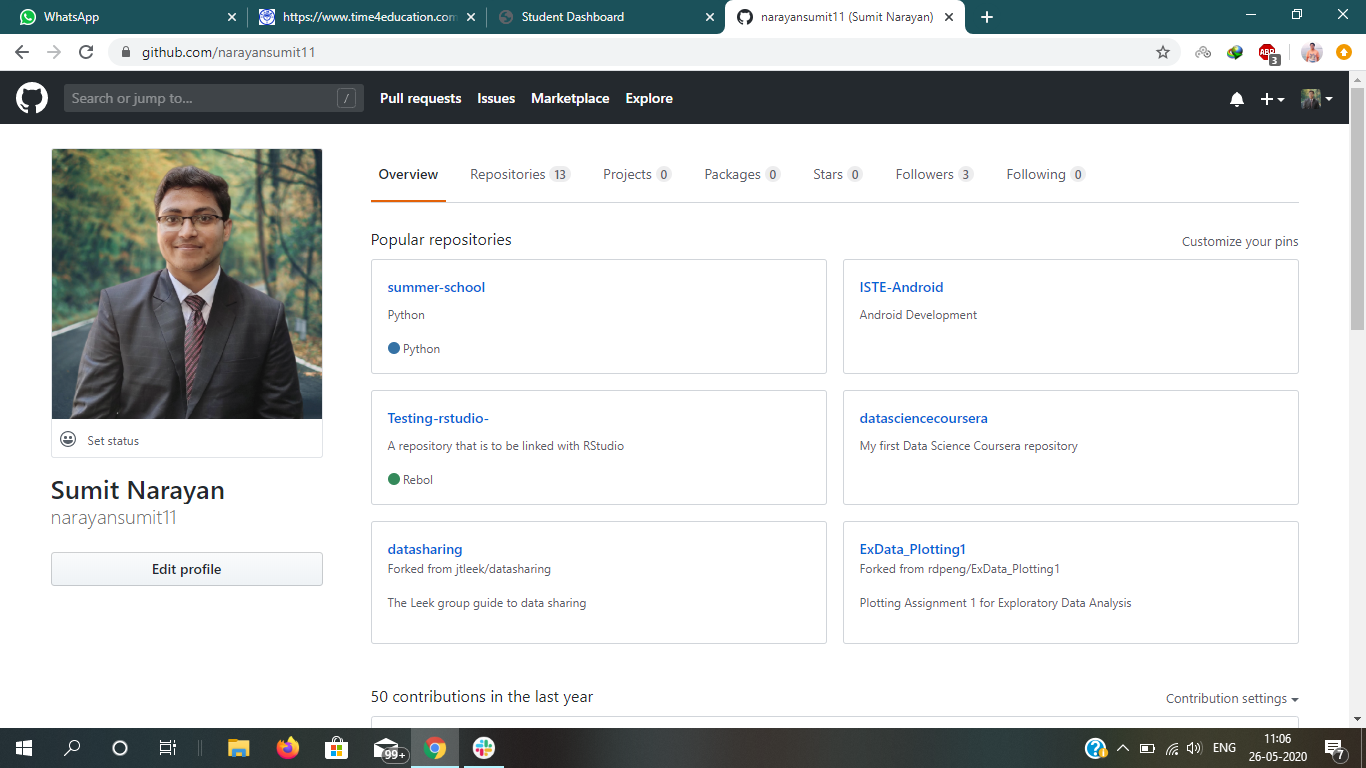 WhatsApp
https://www.time4education.com
Student Dashboard
narayansumit11 (Sumit Narayan)
github.com/narayansumit11
ABP
3
Search or jump to...
/
Pull requests
Issues
Marketplace
Explore
Overview
Repositories 13
Projects 0
Packages 0
Stars 0
Followers 3
Following 0
Popular repositories
Customize your pins
summer-school
Python
Python
ISTE-Android
Android Development
Testing-rstudio-
A repository that is to be linked with RStudio
Rebol
datasciencecoursera
My first Data Science Coursera repository
datasharing
Forked from jtleek/datasharing
The Leek group guide to data sharing
ExData_Plotting1
Forked from rdpeng/ExData_Plotting1
Plotting Assignment 1 for Exploratory Data Analysis
Set status
Sumit Narayan
narayansumit11
Edit profile
50 contributions in the last year
Contribution settings
99+
ENG
11:06
26-05-2020
7